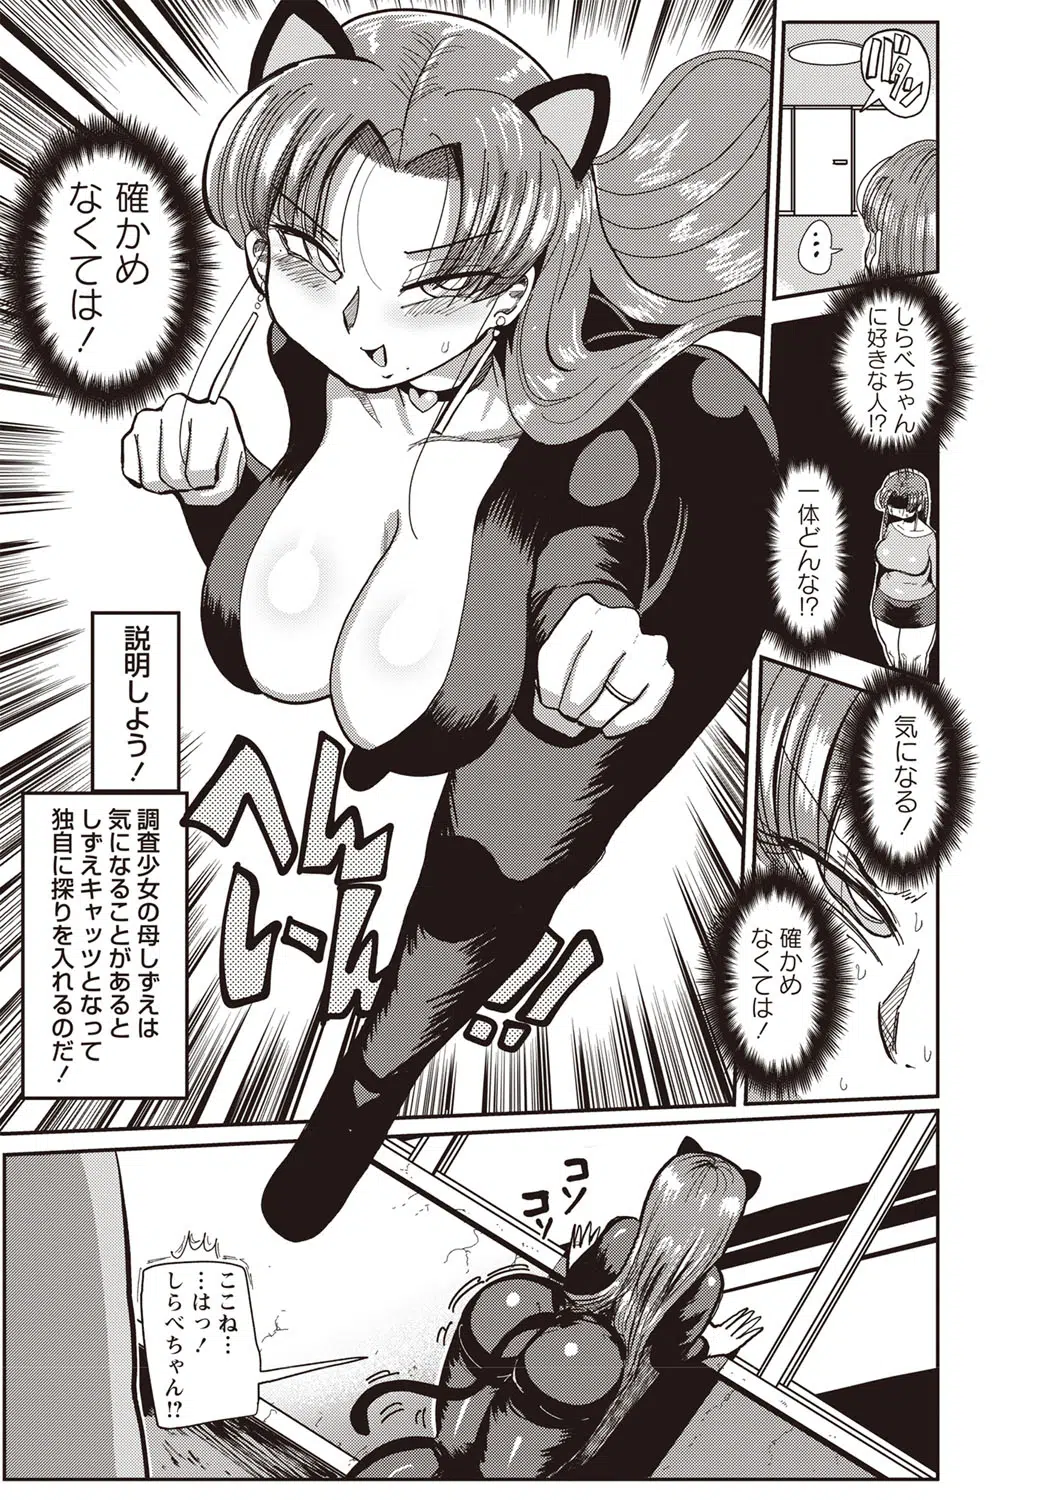 バタン
…
しらべちゃん
に好きな人!?
一体どんな!?
気になる！
確かめ
なくては！
確かめ
なくては！
へんしーん!!
説明しよう！
調査少女の母しずえは
気になることがあると
しずえキャッツとなって
独自に探りを入れるのだ！
コソ
コソ
ここね…
…はっ！
しらべちゃん!?